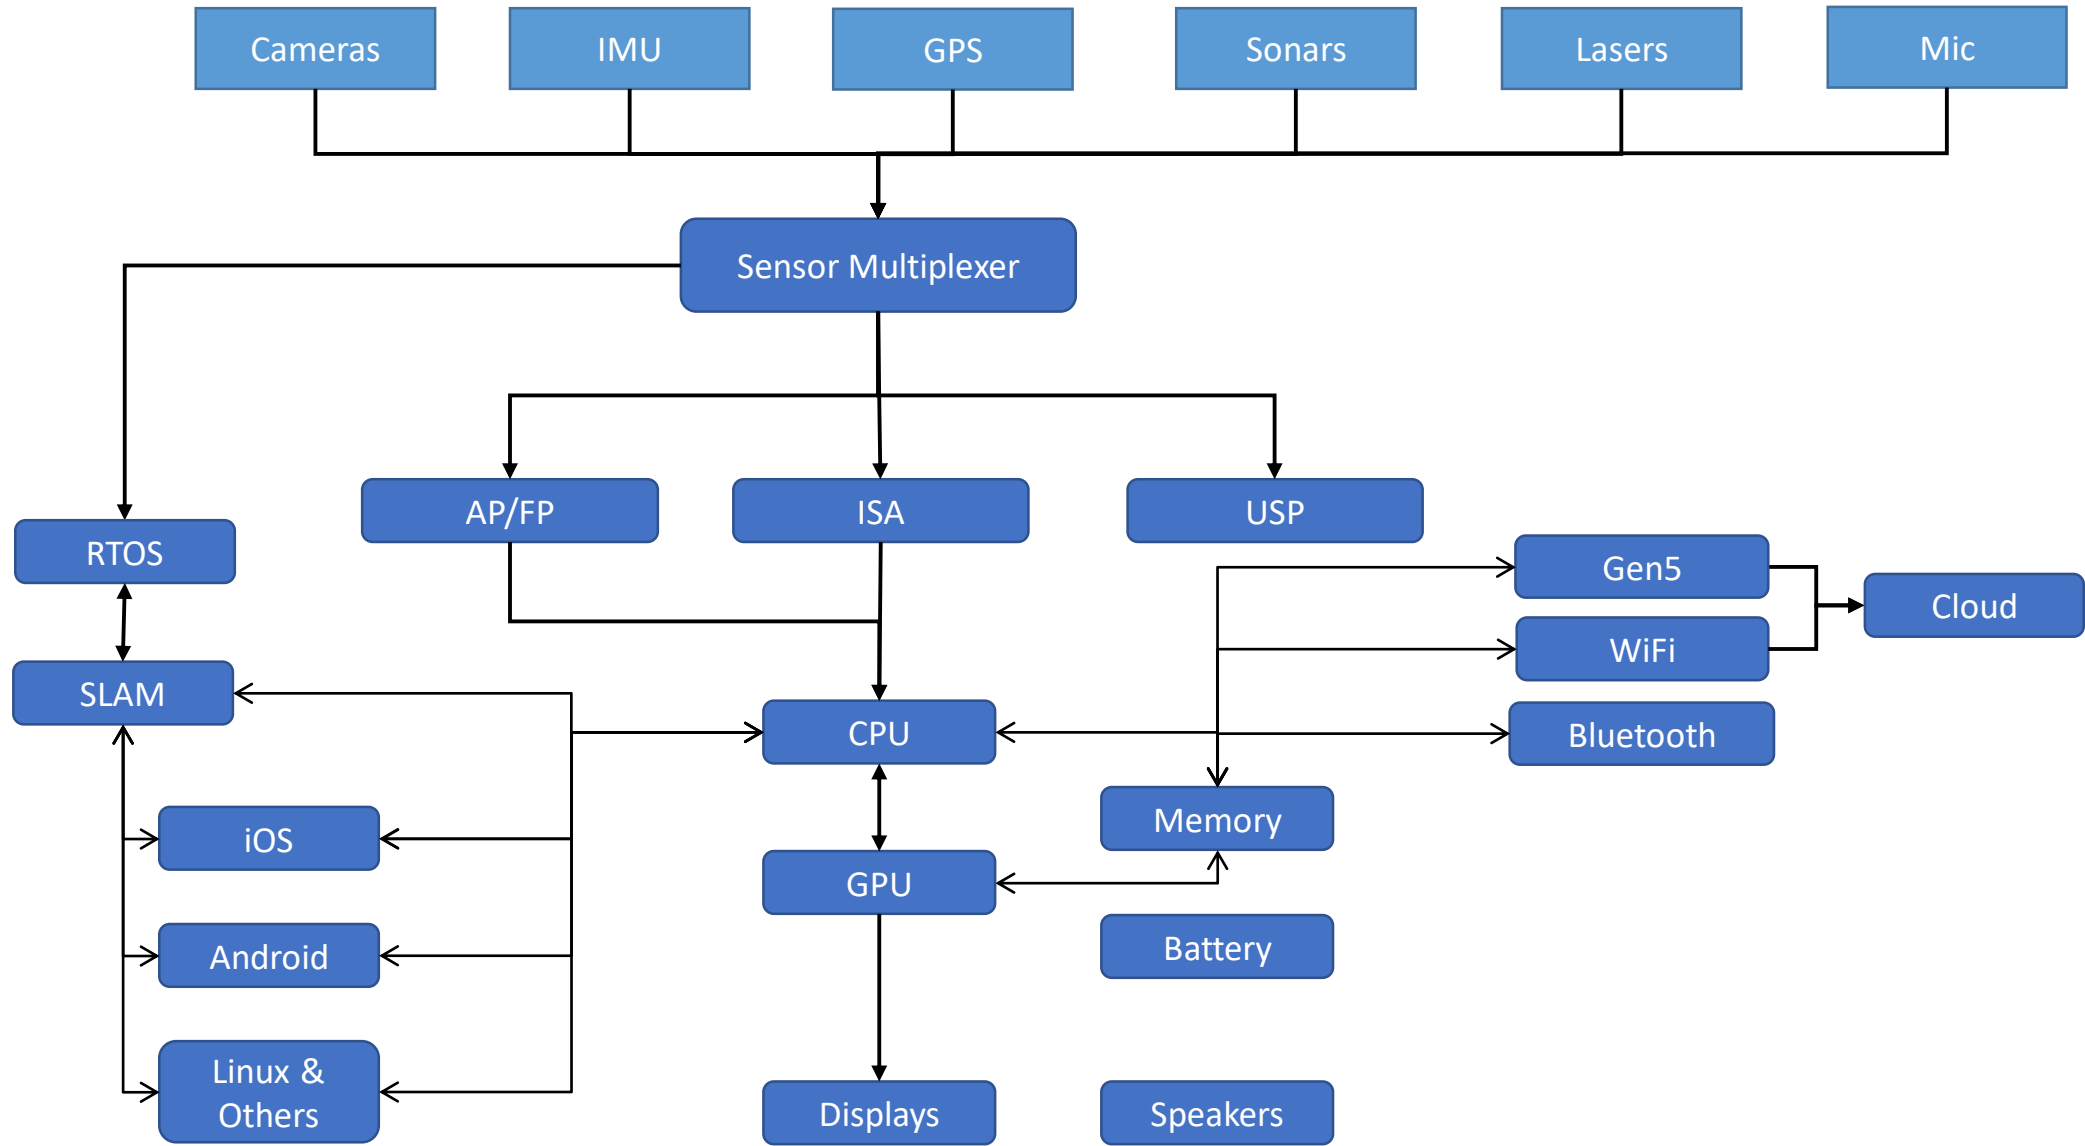 Cameras
IMU
GPS
Sonars
Lasers
Mic
Sensor Multiplexer
AP/FP
ISA
USP
RTOS
Gen5
Cloud
WiFi
SLAM
CPU
Bluetooth
iOS
Memory
GPU
Android
Battery
Linux &
Others
Displays
Speakers